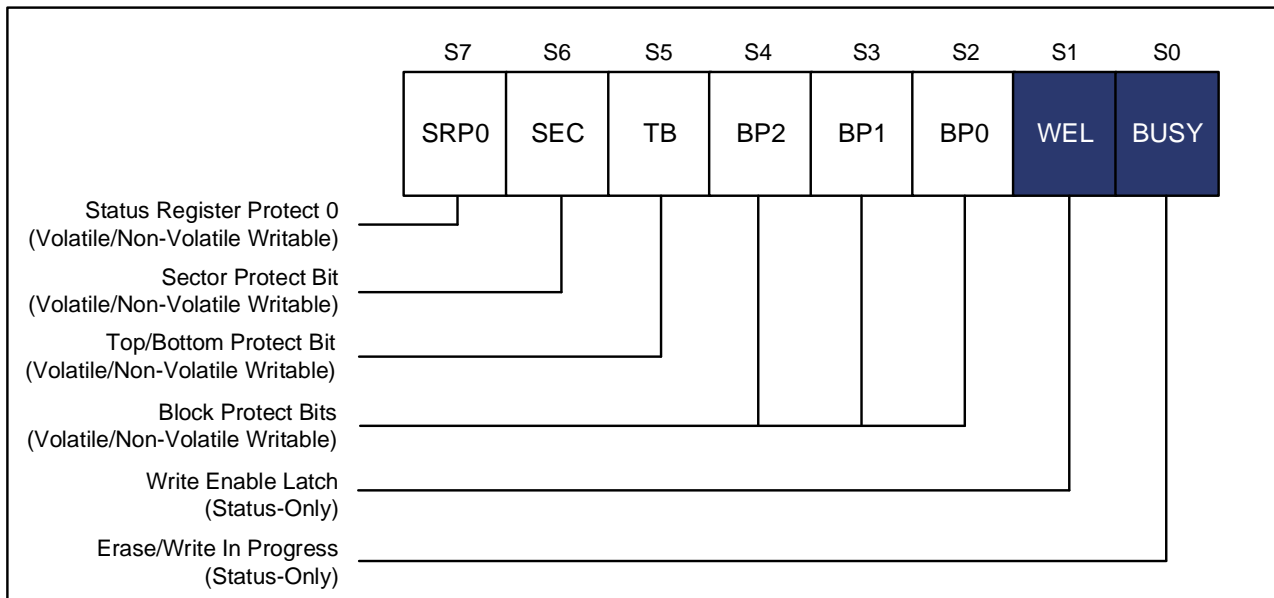 S7 S6 S5 S4 S3 S2 S1 S0
SRP0 SEC TB BP2 BP1 BP0 WEL BUSY
Status Register Protect 0
(Volatile/Non-Volatile Writable)
Sector Protect Bit
(Volatile/Non-Volatile Writable)
Top/Bottom Protect Bit
(Volatile/Non-Volatile Writable)
Block Protect Bits
(Volatile/Non-Volatile Writable)
Write Enable Latch
(Status-Only)
Erase/Write In Progress
(Status-Only)